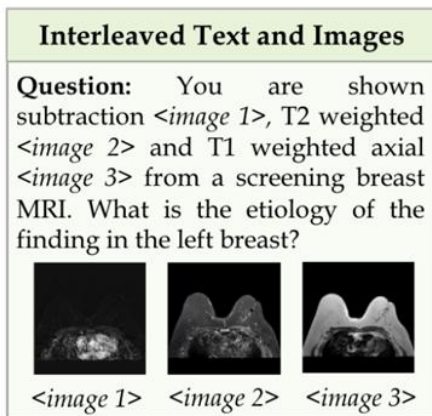 Interleaved Text and Images
Question: You are shown
subtraction <image 1>, T2 weighted
<image 2> and T1 weighted axial
<image 3> from a screening breast
MRI. What is the etiology of the
finding in the left breast?
<image 1> <image 2> <image 3>